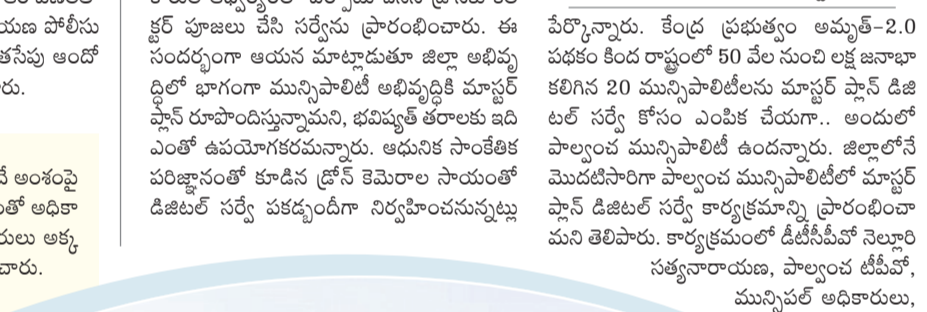 యణ పోలీసు
తసేపు ఆందో
రు.
అంశంపై
తో అధికా
రులు అక్క
చారు.
క్టర్ పూజలు చేసి సర్వేను ప్రారంభించారు. ఈ
సందర్భంగా ఆయన మాట్లాడుతూ జిల్లా అభివృ
ద్ధిలో భాగంగా మున్సిపాలిటీ అభివృద్ధికి మాస్టర్
ప్లాన్ రూపొందిస్తున్నామని, భవిష్యత్ తరాలకు ఇది
ఎంతో ఉపయోగకరమన్నారు. ఆధునిక సాంకేతిక
పరిజ్ఞానంతో కూడిన డ్రోన్ కెమెరాల సాయంతో
డిజిటల్ సర్వే పకడ్బందీగా నిర్వహించనున్నట్లు
పేర్కొన్నారు. కేంద్ర ప్రభుత్వం అమృత్-2.0
పథకం కింద రాష్ట్రంలో 50 వేల నుంచి లక్ష జనాభా
కలిగిన 20 మున్సిపాలిటీలను మాస్టర్ ప్లాన్ డిజి
టల్ సర్వే కోసం ఎంపిక చేయగా.. అందులో
పాల్వంచ మున్సిపాలిటీ ఉందన్నారు. జిల్లాలోనే
మొదటిసారిగా పాల్వంచ మున్సిపాలిటీలో మాస్టర్
ప్లాన్ డిజిటల్ సర్వే కార్యక్రమాన్ని ప్రారంభించా
మని తెలిపారు. కార్యక్రమంలో డీటీసీపీవో నెల్లూరి
సత్యనారాయణ, పాల్వంచ టీపీవో,
మున్సిపల్ అధికారులు,